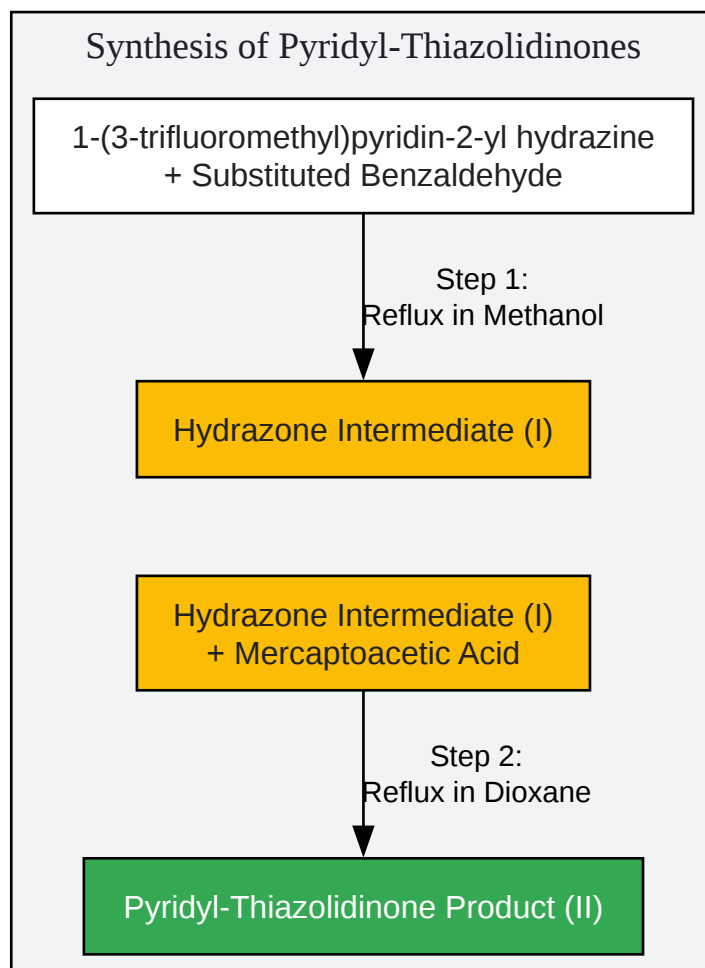 Synthesis of Pyridyl-Thiazolidinones
1-(3-trifluoromethyl)pyridin-2-yl hydrazine
+ Substituted Benzaldehyde
Step 1:
Reflux in Methanol
Hydrazone Intermediate (I)
Hydrazone Intermediate (I)
+ Mercaptoacetic Acid
Step 2:
Reflux in Dioxane
Pyridyl-Thiazolidinone Product (II)